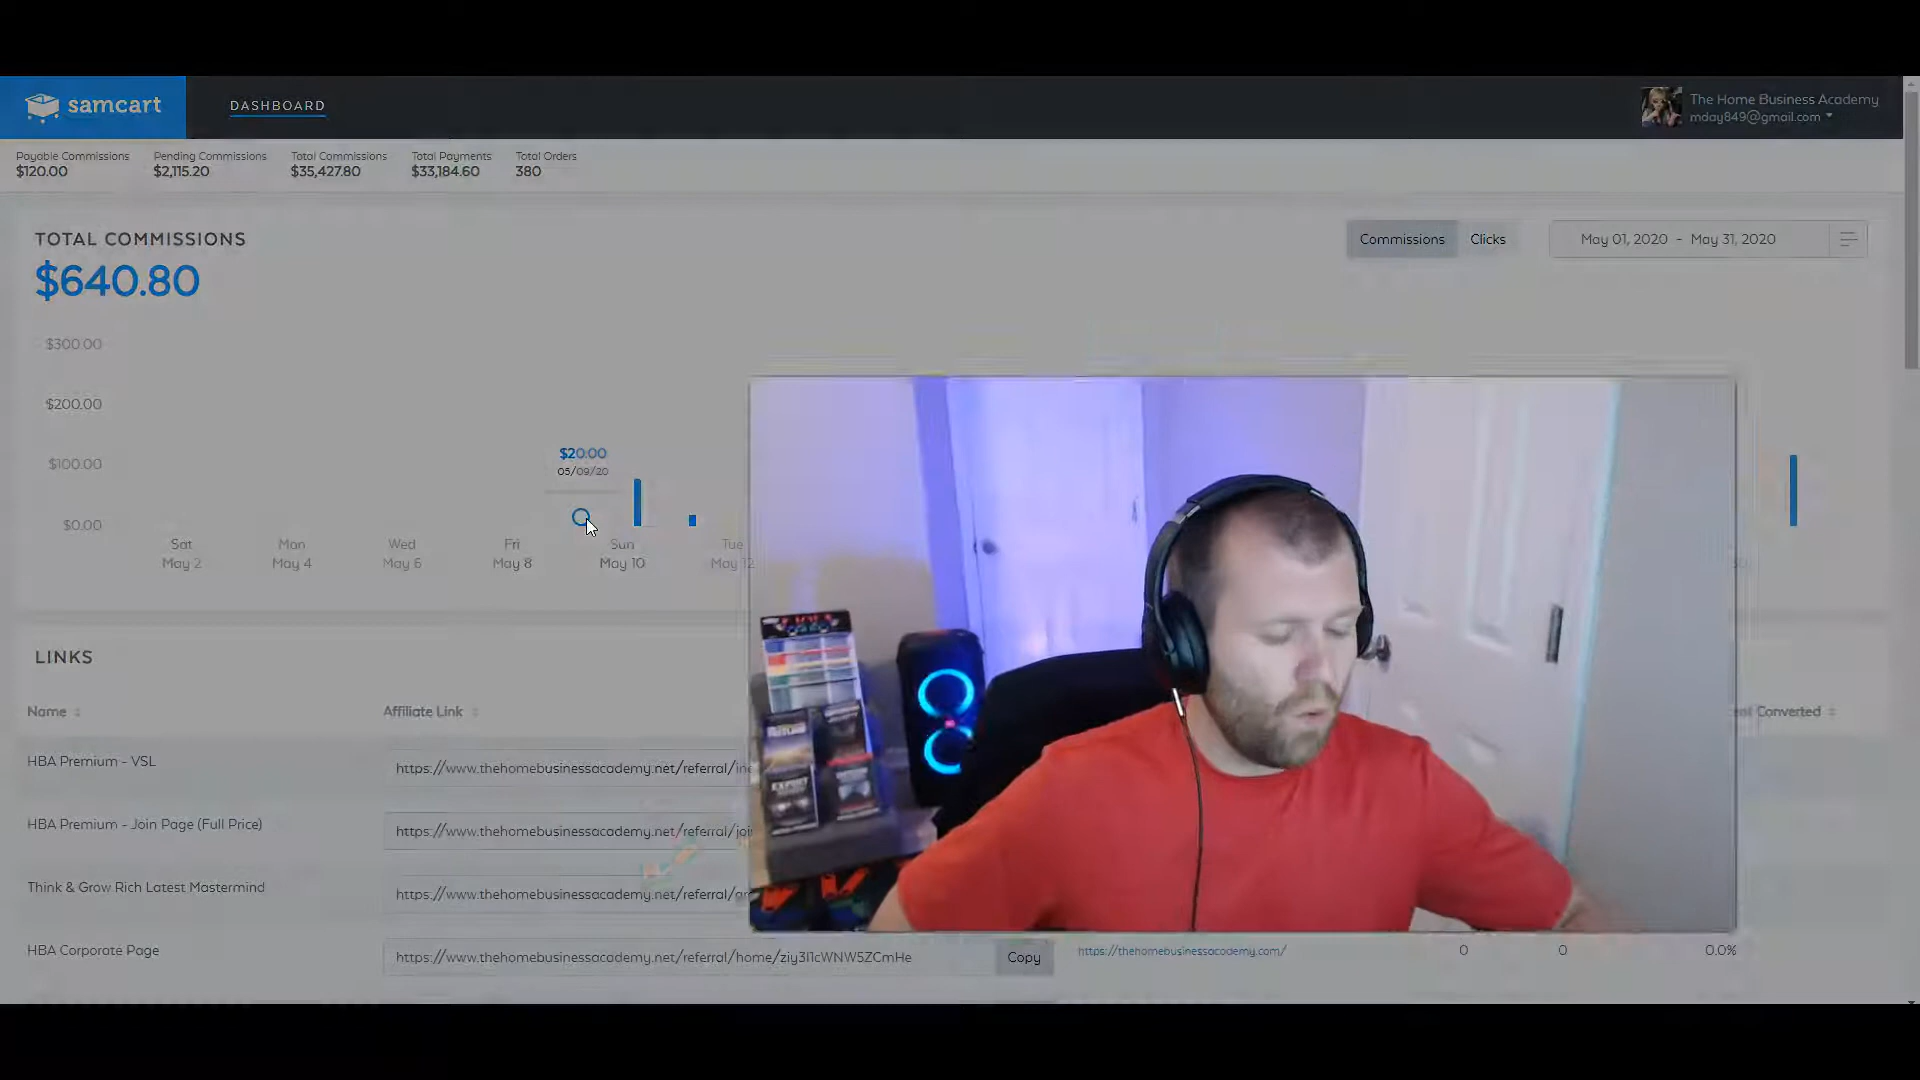 samcart
DASHBOARD
The Home Business Academy
mday849@gmail.com
Payable Commissions
$120.00
Pending Commissions
$2,115.20
Total Commissions
$35,427.80
Total Payments
$33,184.60
Total Orders
380
TOTAL COMMISSIONS
$640.80
Commissions
Clicks
May 01, 2020 - May 31, 2020
$300.00
$200.00
$100.00
$0.00
$20.00
05/09/20
Sat
May 2
Mon
May 4
Wed
May 6
Fri
May 8
Sun
May 10
Tue
May 12
LINKS
Name
Affiliate Link
Converted
HBA Premium - VSL
https://www.thehomebusinessacademy.net/referral/
HBA Premium - Join Page (Full Price)
https://www.thehomebusinessacademy.net/referral/joi
Think & Grow Rich Latest Mastermind
https://www.thehomebusinessacademy.net/referral/
HBA Corporate Page
https://www.thehomebusinessacademy.net/referral/home/ziy3l1cWNW5ZCmHe
Copy
https://thehomebusinessacademy.com/
0
0
0.0%